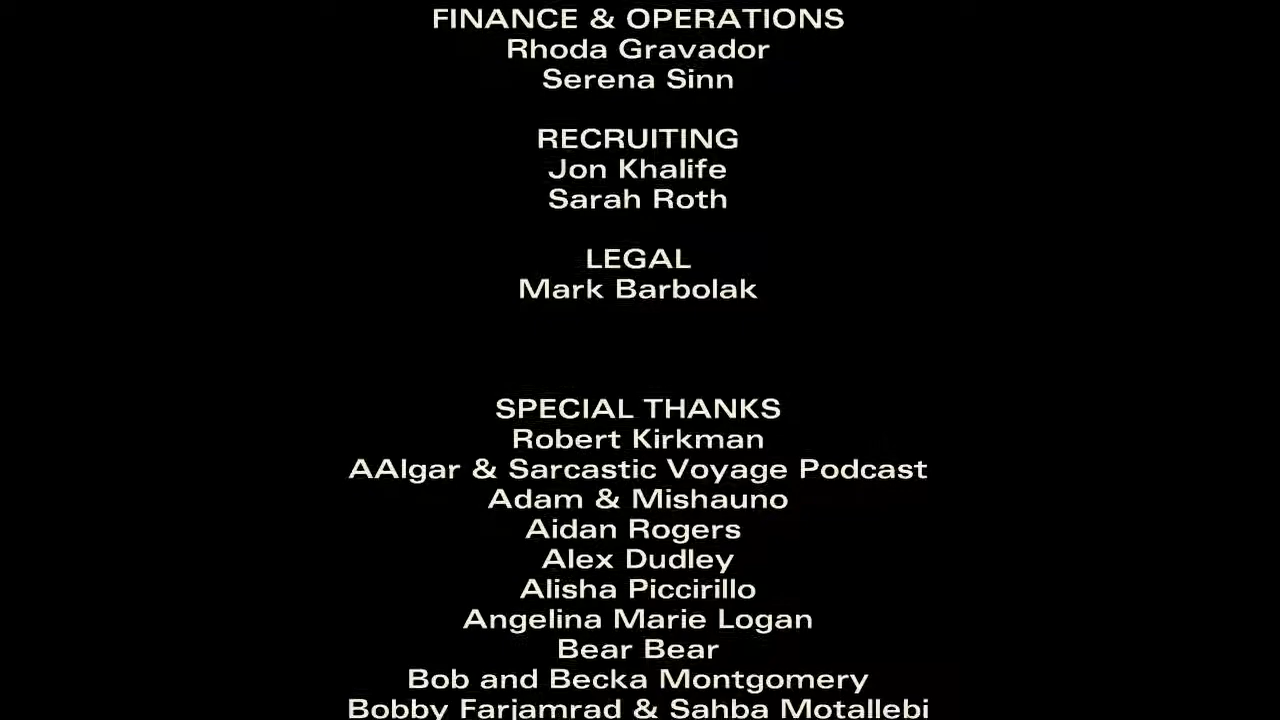 FINANCE & OPERATIONS
Rhoda Gravador
Serena Sinn
RECRUITING
Jon Khalife
Sarah Roth
LEGAL
Mark Barbolak
SPECIAL THANKS
Robert Kirkman
AAlgar & Sarcastic Voyage Podcast
Adam & Mishauno
Aidan Rogers
Alex Dudley
Alisha Piccirillo
Angelina Marie Logan
Bear Bear
Bob and Becka Montgomery
Bobby Farjamrad & Sahba Motallebi